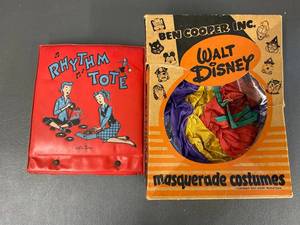 RHYTHM
TOTE
BEN COOPER INC.
WALT
DISNEY
masquerade costumes